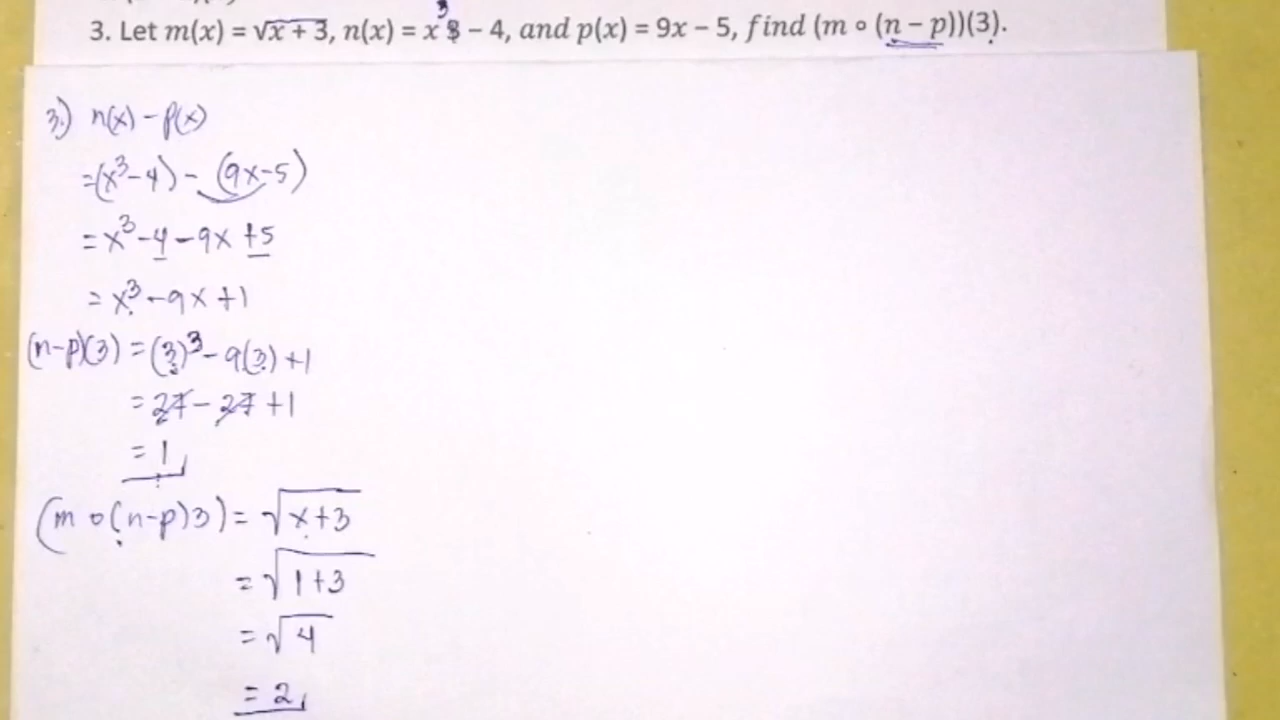 3. Let m(x) = √x + 3, n(x) = x³ – 4, and p(x) = 9x – 5, find (m ∘ (n – p))(3).
3.) n(x) - p(x)
= (x³-4) - (9x-5)
= x³ -4 -9x +5
= x³ -9x +1
(n-p)(3) = (3)³ - 9(3) +1
= 27 - 27 +1
= 1
(m ∘ (n-p)3) = √x+3
= √1+3
= √4
= 2